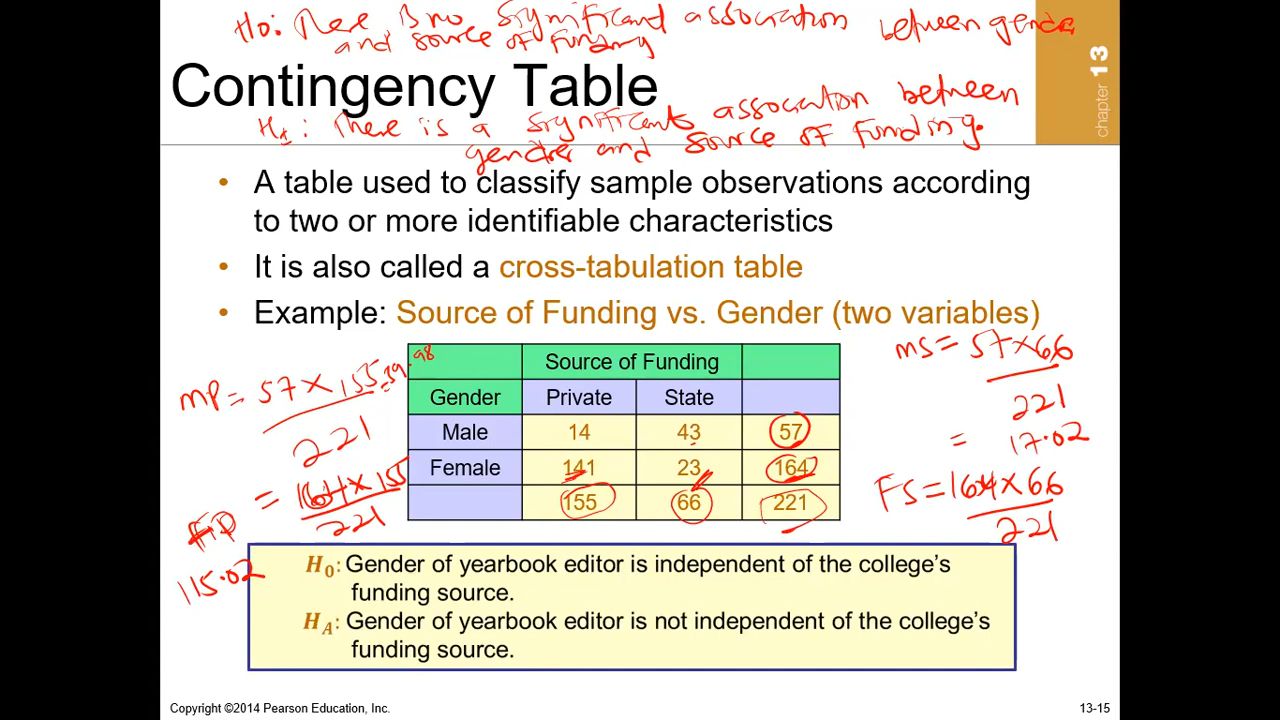 Ho: There is no significant association between gender
and source of funding
Contingency Table
H1: There is a significants association between
gender and source of funding.
chapter 13
• A table used to classify sample observations according
to two or more identifiable characteristics
• It is also called a cross-tabulation table
• Example: Source of Funding vs. Gender (two variables)
MP = 57 × 155 39.98
221
= 164 × 155
221
FP
115.02
Source of Funding
Gender Private State
Male 14 43 57
Female 141 23 164
155 66 221
MS = 57 × 66
221
= 17.02
FS = 164 × 66
221
H0: Gender of yearbook editor is independent of the college’s
funding source.
HA: Gender of yearbook editor is not independent of the college’s
funding source.
Copyright ©2014 Pearson Education, Inc.
13-15